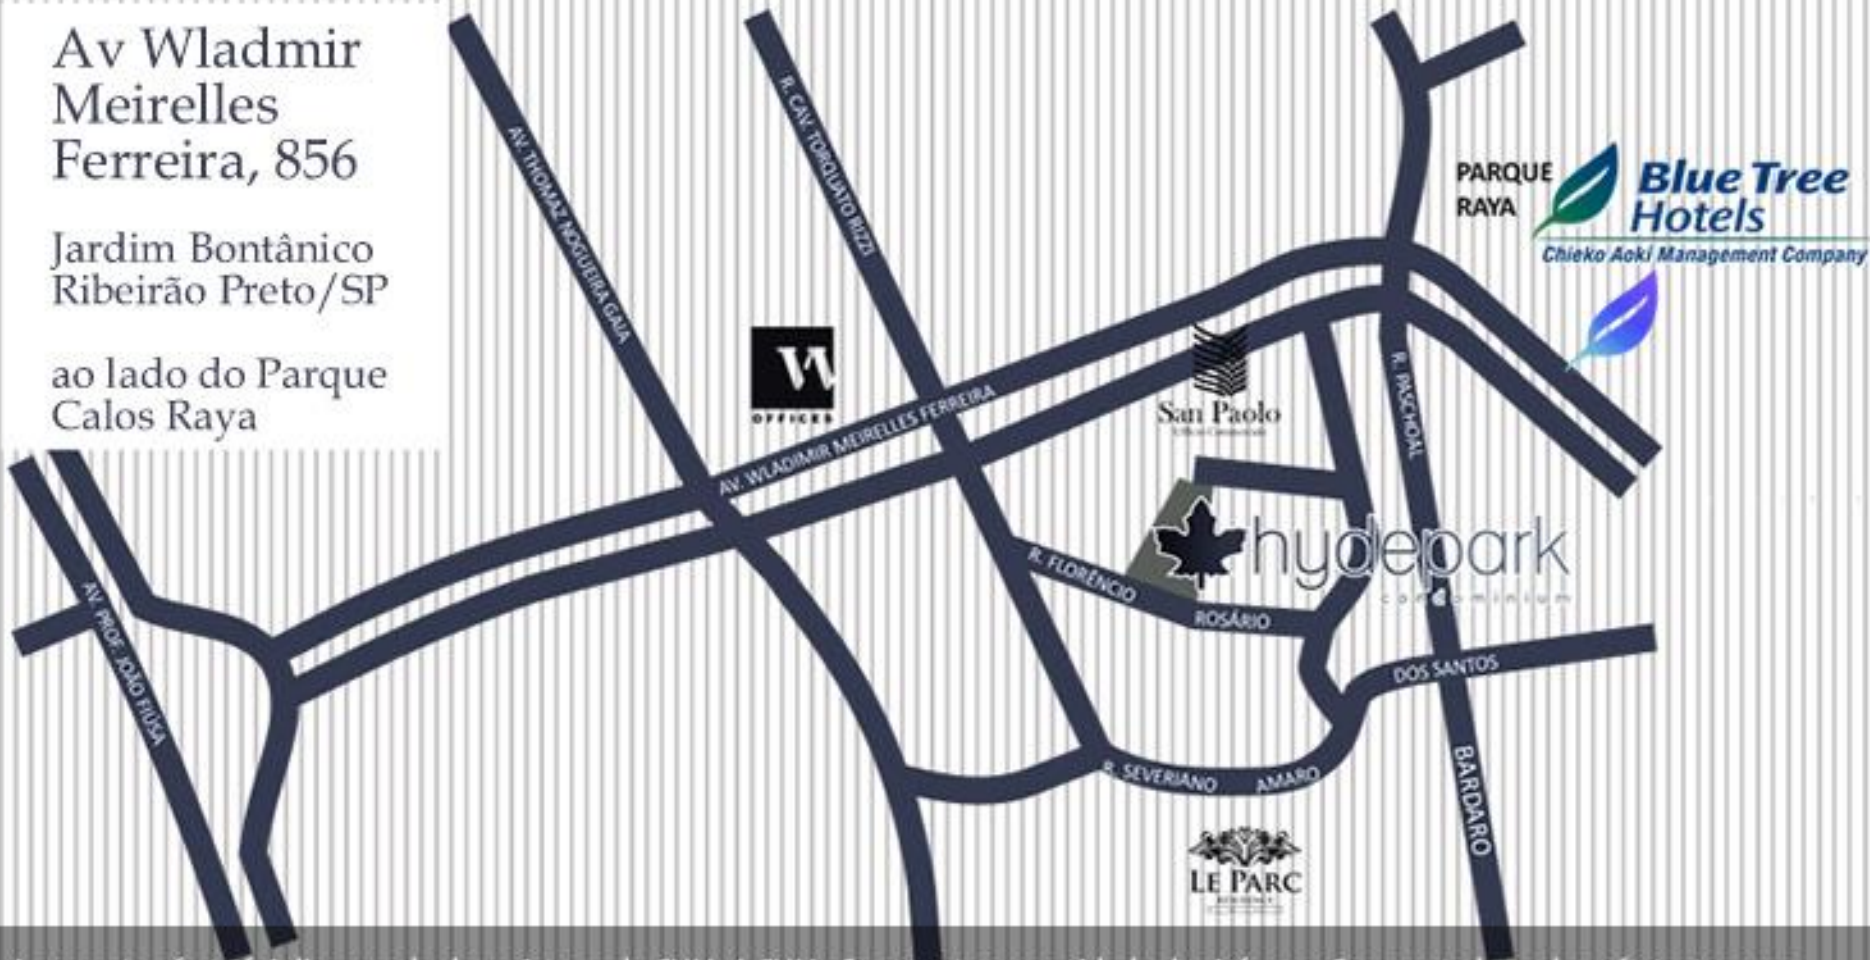 Av Wladmir
Meirelles
Ferreira, 856
Jardim Bontânico
Ribeirão Preto/SP
ao lado do Parque
Calos Raya
AV. THOMAZ NOGUEIRA GAIA
R. CAV. TORQUATO RIZZI
PARQUE
RAYA
Blue Tree
Hotels
Chieko Aoki Management Company
W
OFFICES
AV. WLADIMIR MEIRELLES FERREIRA
San Paolo
R. PASCHOAL
BARDARO
hydepark
condominium
R. FLORÊNCIO
ROSÁRIO
DOS SANTOS
AV. PROF. JOÃO FIÚSA
R. SEVERIANO AMARO
LE PARC